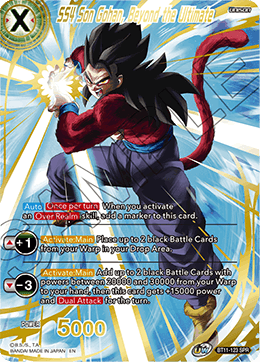 X
SS4 Son Gohan, Beyond the Ultimate
UNISON
Auto Once per turn When you activate
an Over Realm skill, add a marker to this card.
+1 Activate:Main Place up to 2 black Battle Cards
from your Warp in your Drop Area.
-3 Activate:Main Add up to 2 black Battle Cards with
powers between 20000 and 30000 from your Warp
to your hand, then this card gets +15000 power
and Dual Attack for the turn.
POWER
5000
BANDAI MADE IN JAPAN EN
BT11-123 SPR